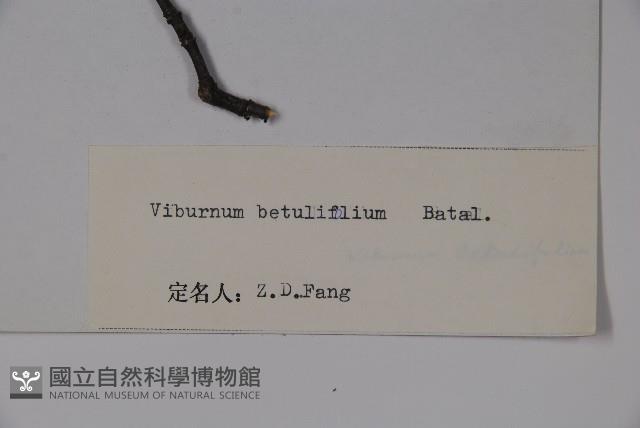 Viburnum betuliflium Batal.
定名人: Z.D.Fang
國立自然科學博物館
NATIONAL MUSEUM OF NATURAL SCIENCE